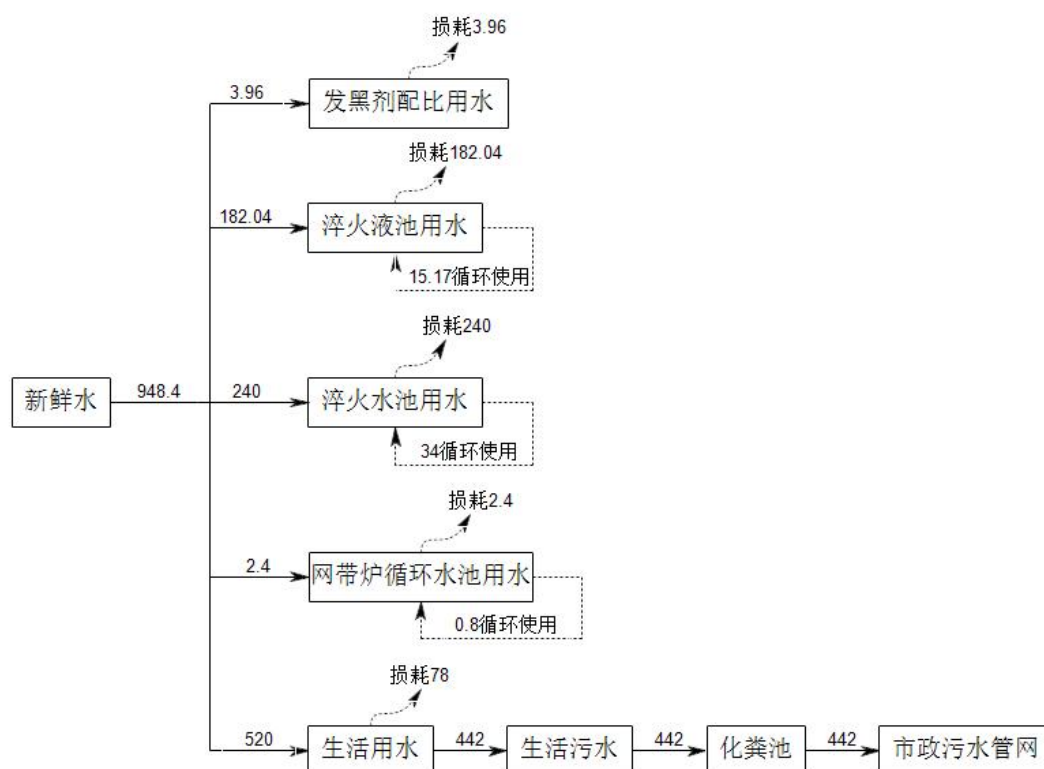 损耗3.96
3.96
发黑剂配比用水
损耗182.04
182.04
淬火液池用水
15.17循环使用
损耗240
新鲜水
948.4
240
淬火水池用水
34循环使用
损耗2.4
2.4
网带炉循环水池用水
0.8循环使用
损耗78
520
生活用水
442
生活污水
442
化粪池
442
市政污水管网